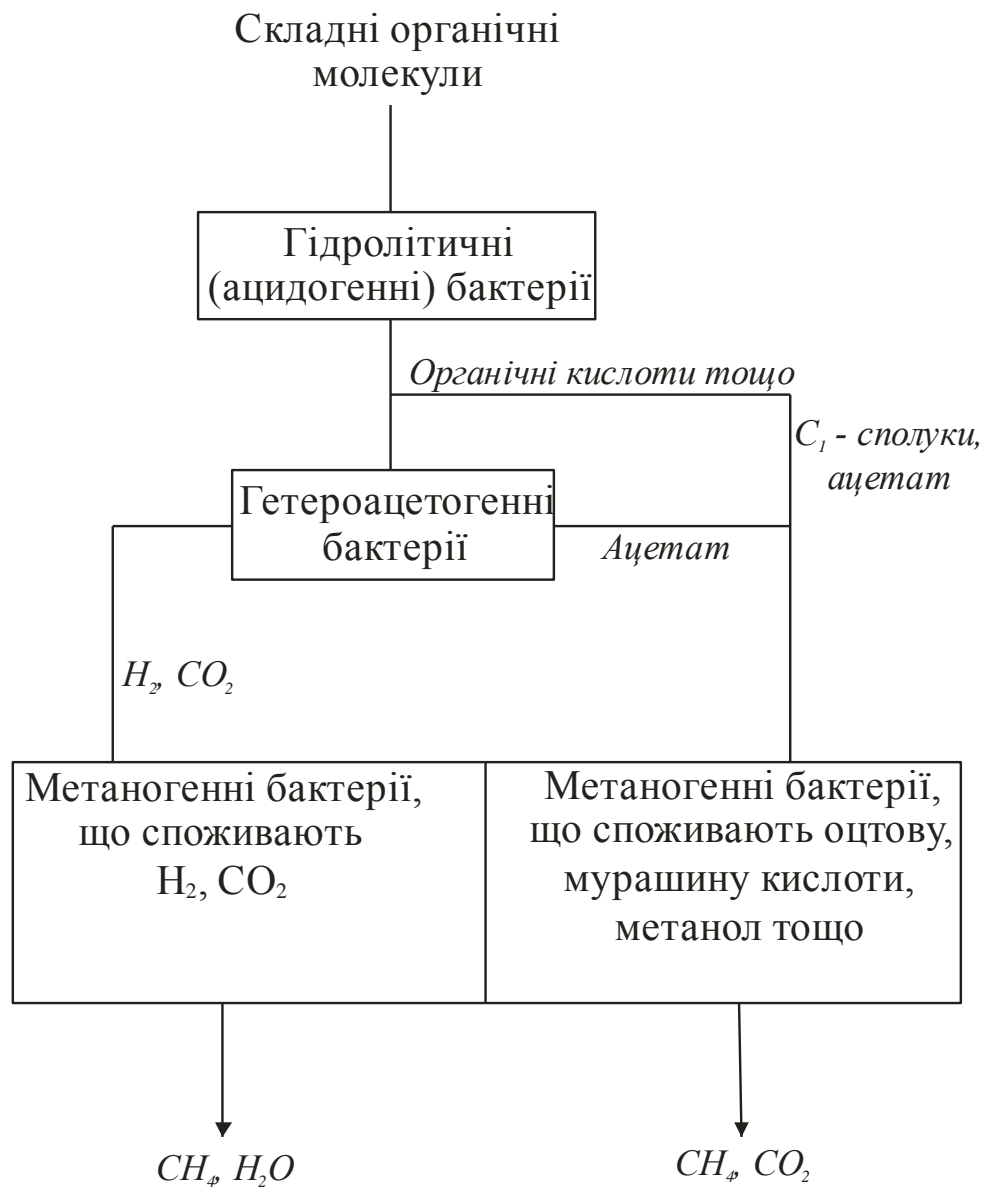 Складні органічні
молекули
Гідролітичні
(ацидогенні) бактерії
Органічні кислоти тощо
C₁ - сполуки,
ацетат
Гетероацетогенні
бактерії
Ацетат
H₂, CO₂
Метаногенні бактерії,
що споживають
H₂, CO₂
Метаногенні бактерії,
що споживають оцтову,
мурашину кислоти,
метанол тощо
CH₄, H₂O
CH₄, CO₂